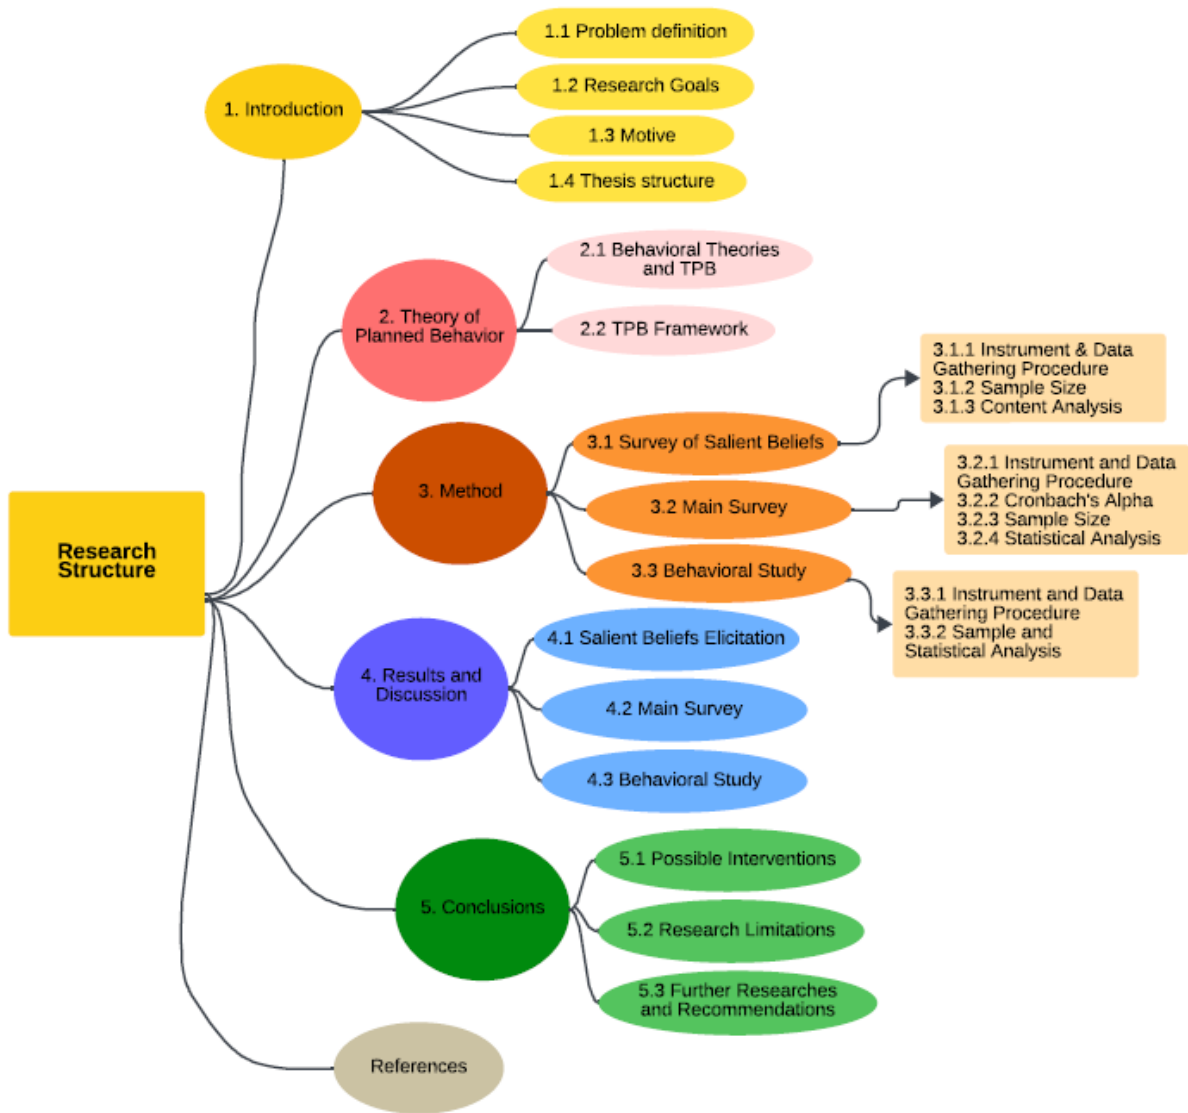 1.1 Problem definition
1.2 Research Goals
1. Introduction
1.3 Motive
1.4 Thesis structure
2.1 Behavioral Theories
and TPB
2. Theory of
Planned Behavior
2.2 TPB Framework
3.1.1 Instrument & Data
Gathering Procedure
3.1.2 Sample Size
3.1.3 Content Analysis
3.1 Survey of Salient Beliefs
3. Method
3.2 Main Survey
3.2.1 Instrument and Data
Gathering Procedure
3.2.2 Cronbach's Alpha
3.2.3 Sample Size
3.2.4 Statistical Analysis
Research
Structure
3.3 Behavioral Study
3.3.1 Instrument and Data
Gathering Procedure
3.3.2 Sample and
Statistical Analysis
4.1 Salient Beliefs Elicitation
4. Results and
Discussion
4.2 Main Survey
4.3 Behavioral Study
5.1 Possible Interventions
5. Conclusions
5.2 Research Limitations
5.3 Further Researches
and Recommendations
References